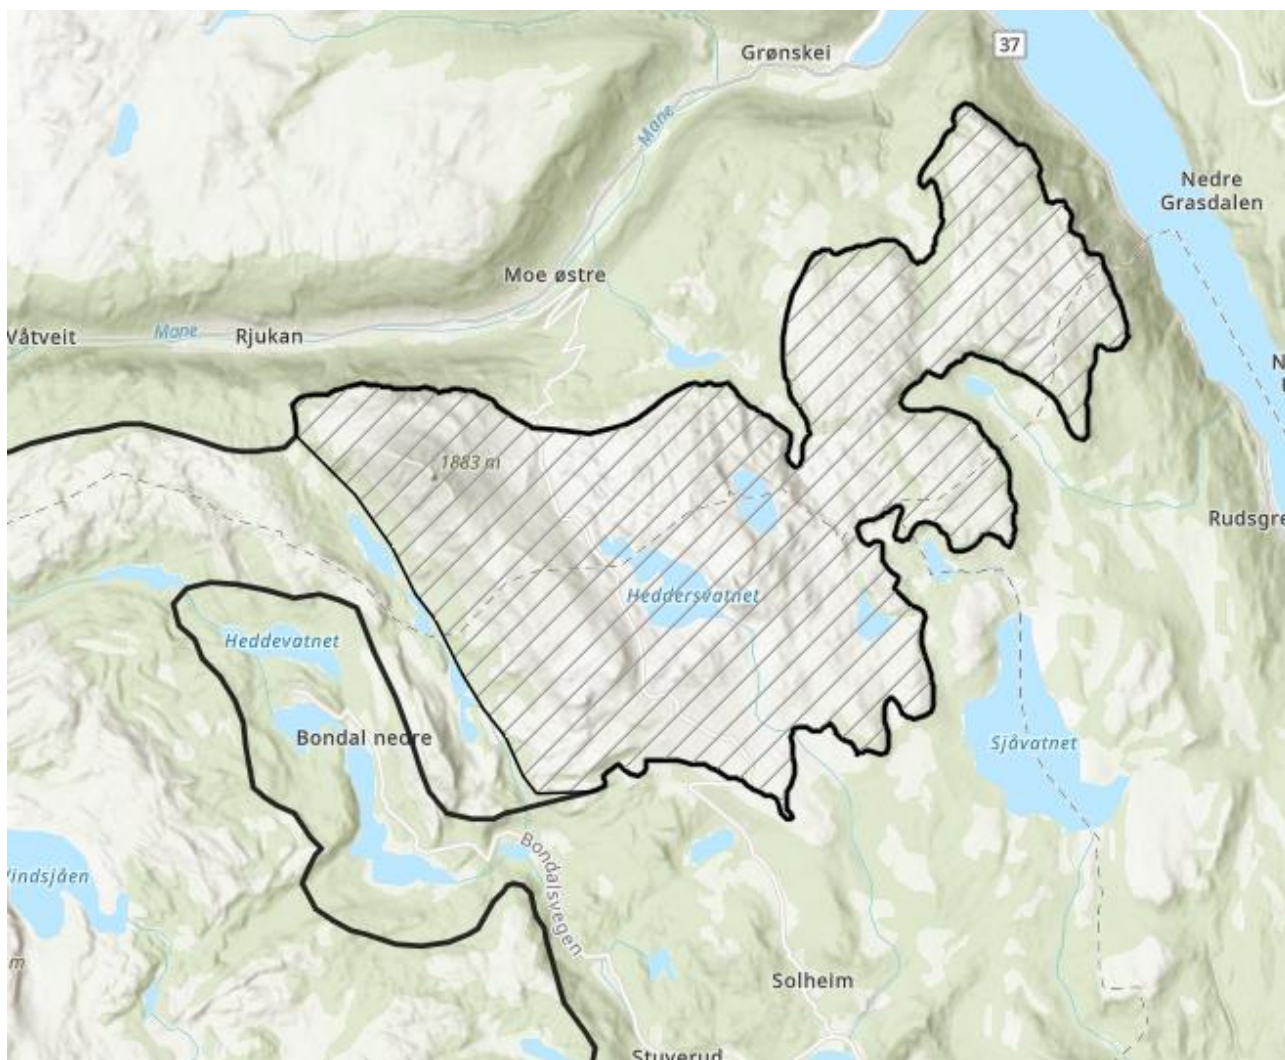 Grønskei
37
Mane
Nedre
Grasdalen
Moe østre
Våtveit
Mane
Rjukan
N
1883 m
Rudsgre
Heddersvatnet
Heddevatnet
Bondal nedre
Sjåvatnet
Vindsjåen
Bondalsvegen
m
Solheim
Stuverud